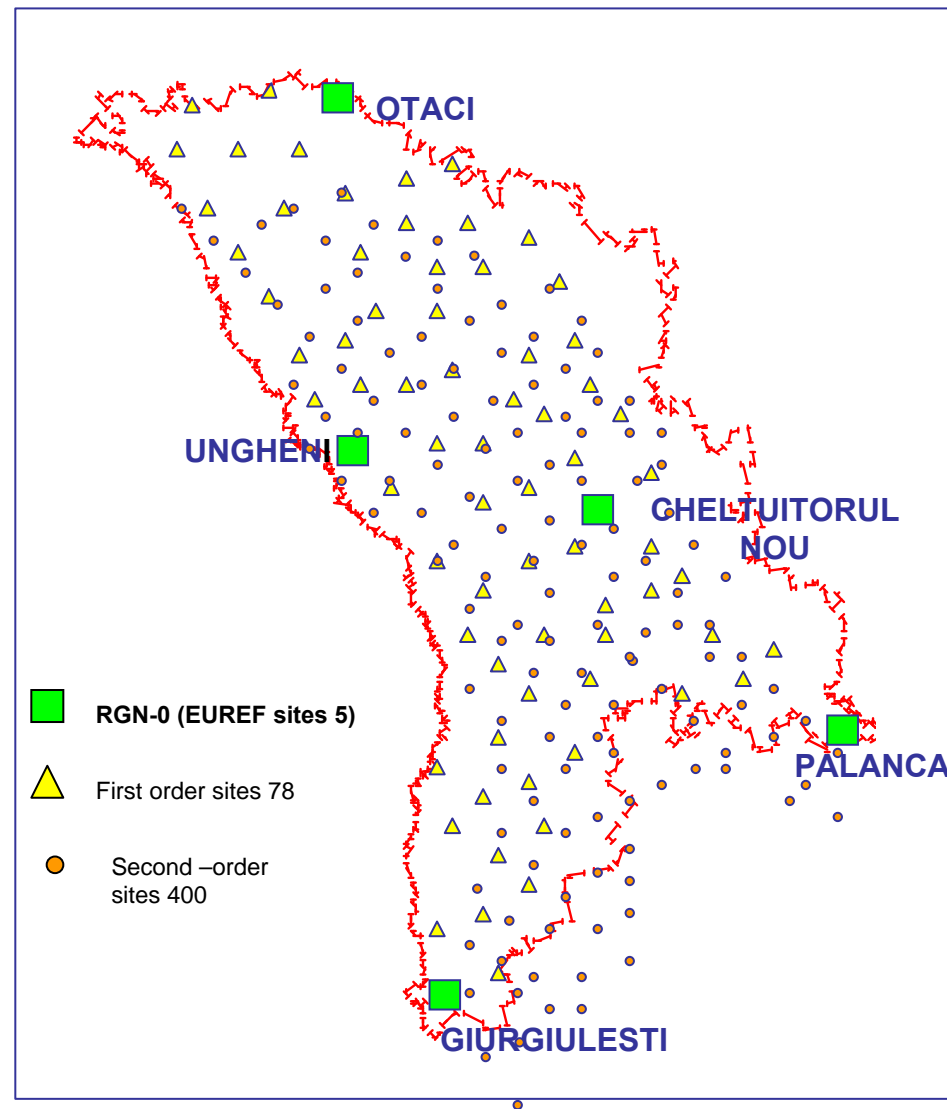 OTACI
UNGHENI
CHELTUITORUL
NOU
RGN-0 (EUREF sites 5)
PALANCA
First order sites 78
Second –order
sites 400
GIURGIULESTI